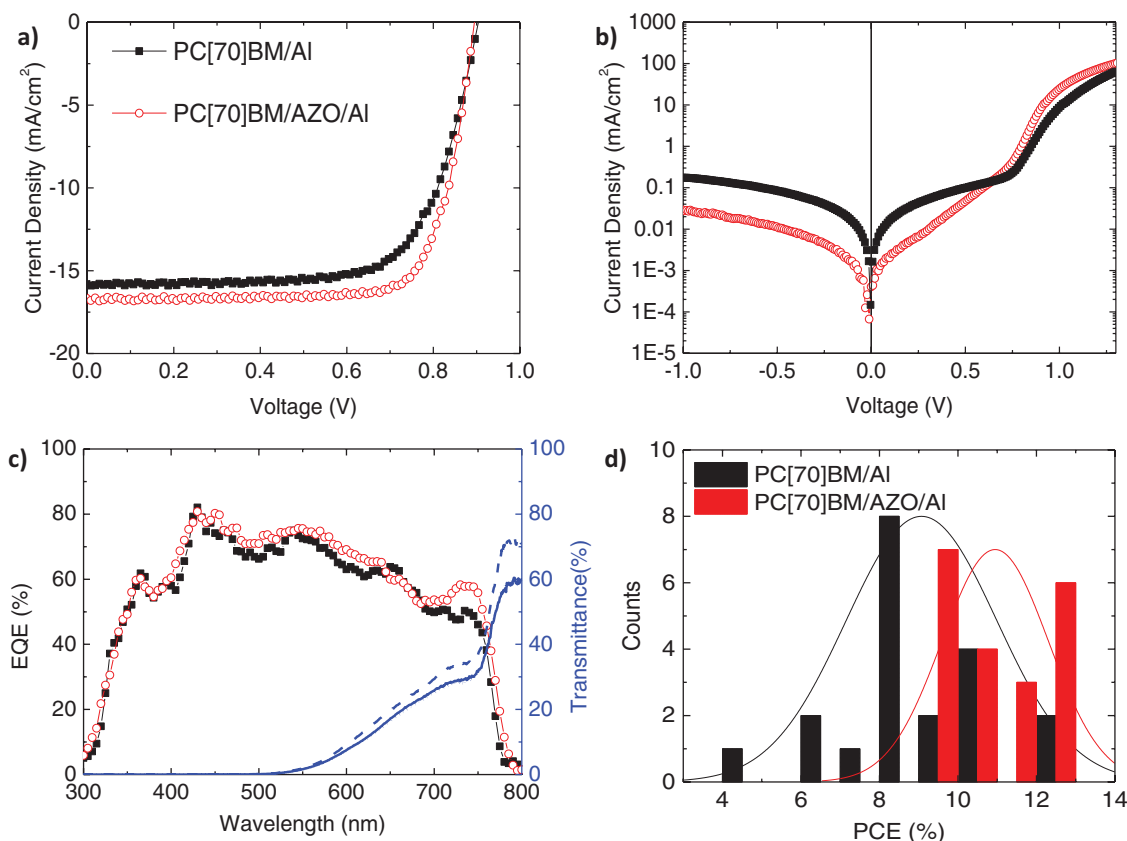 a)
PC[70]BM/Al
PC[70]BM/AZO/Al
0
-5
-10
-15
-20
Current Density (mA/cm²)
0.0 0.2 0.4 0.6 0.8 1.0
Voltage (V)
b)
1000
100
10
1
0.1
0.01
1E-3
1E-4
1E-5
Current Density (mA/cm²)
-1.0 -0.5 0.0 0.5 1.0
Voltage (V)
c)
100
80
60
40
20
0
EQE (%)
100
80
60
40
20
0
Transmittance(%)
300 400 500 600 700 800
Wavelength (nm)
d)
PC[70]BM/Al
PC[70]BM/AZO/Al
10
8
6
4
2
0
Counts
4 6 8 10 12 14
PCE (%)